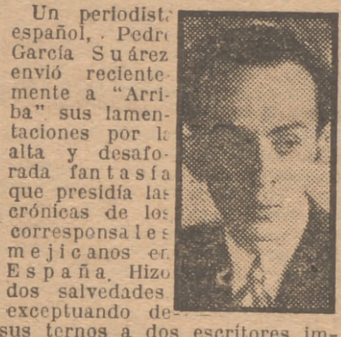 Un periodist
español, Pedr
García Suárez
envió reciente-
mente a "Arri-
ba" sus lamen-
taciones por l
alta y desafo-
rada fantasía
que presidía las
crónicas de los
corresponsales
mejicanos en
España. Hizo
dos salvedades
exceptuando de
sus ternos a dos escritores im-